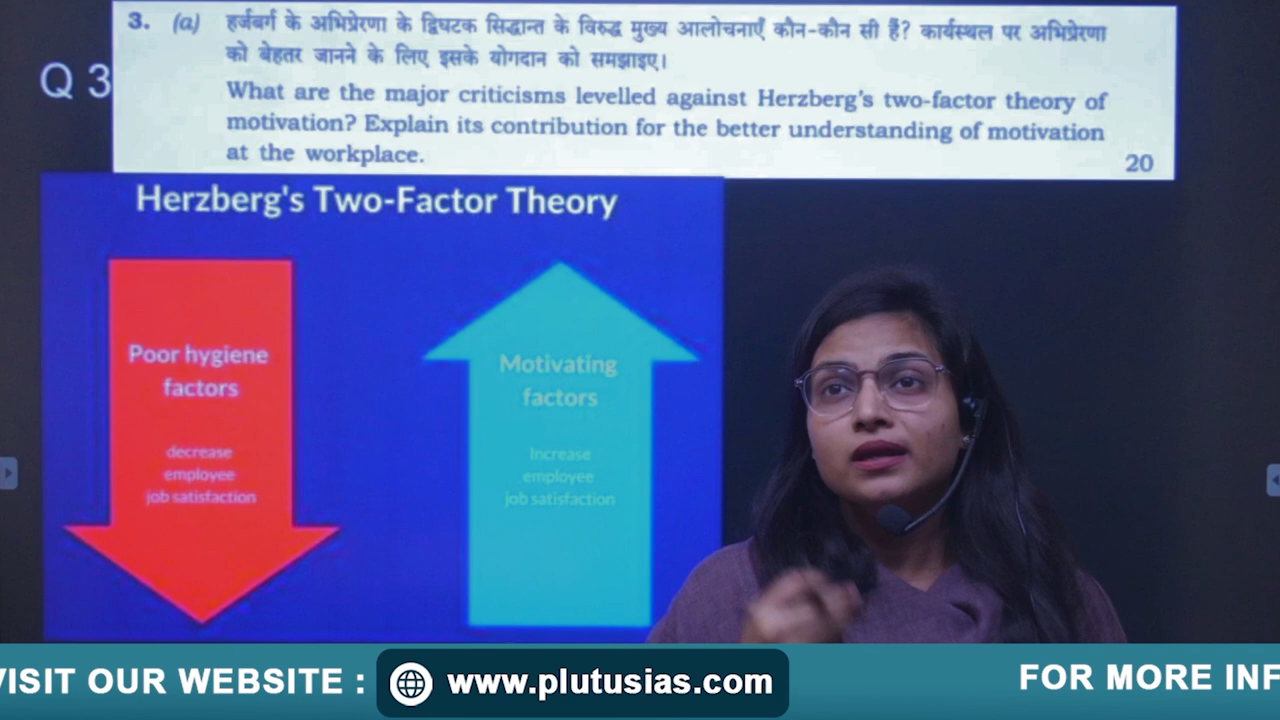 Q 3
3. (a) हर्जबर्ग के अभिप्रेरणा के द्विघटक सिद्धान्त के विरुद्ध मुख्य आलोचनाएँ कौन-कौन सी हैं? कार्यस्थल पर अभिप्रेरणा
को बेहतर जानने के लिए इसके योगदान को समझाइए।
What are the major criticisms levelled against Herzberg's two-factor theory of
motivation? Explain its contribution for the better understanding of motivation
at the workplace.
20
Herzberg's Two-Factor Theory
Poor hygiene
factors
decrease
employee
job satisfaction
Motivating
factors
Increase
employee
job satisfaction
VISIT OUR WEBSITE :
www.plutusias.com
FOR MORE INF